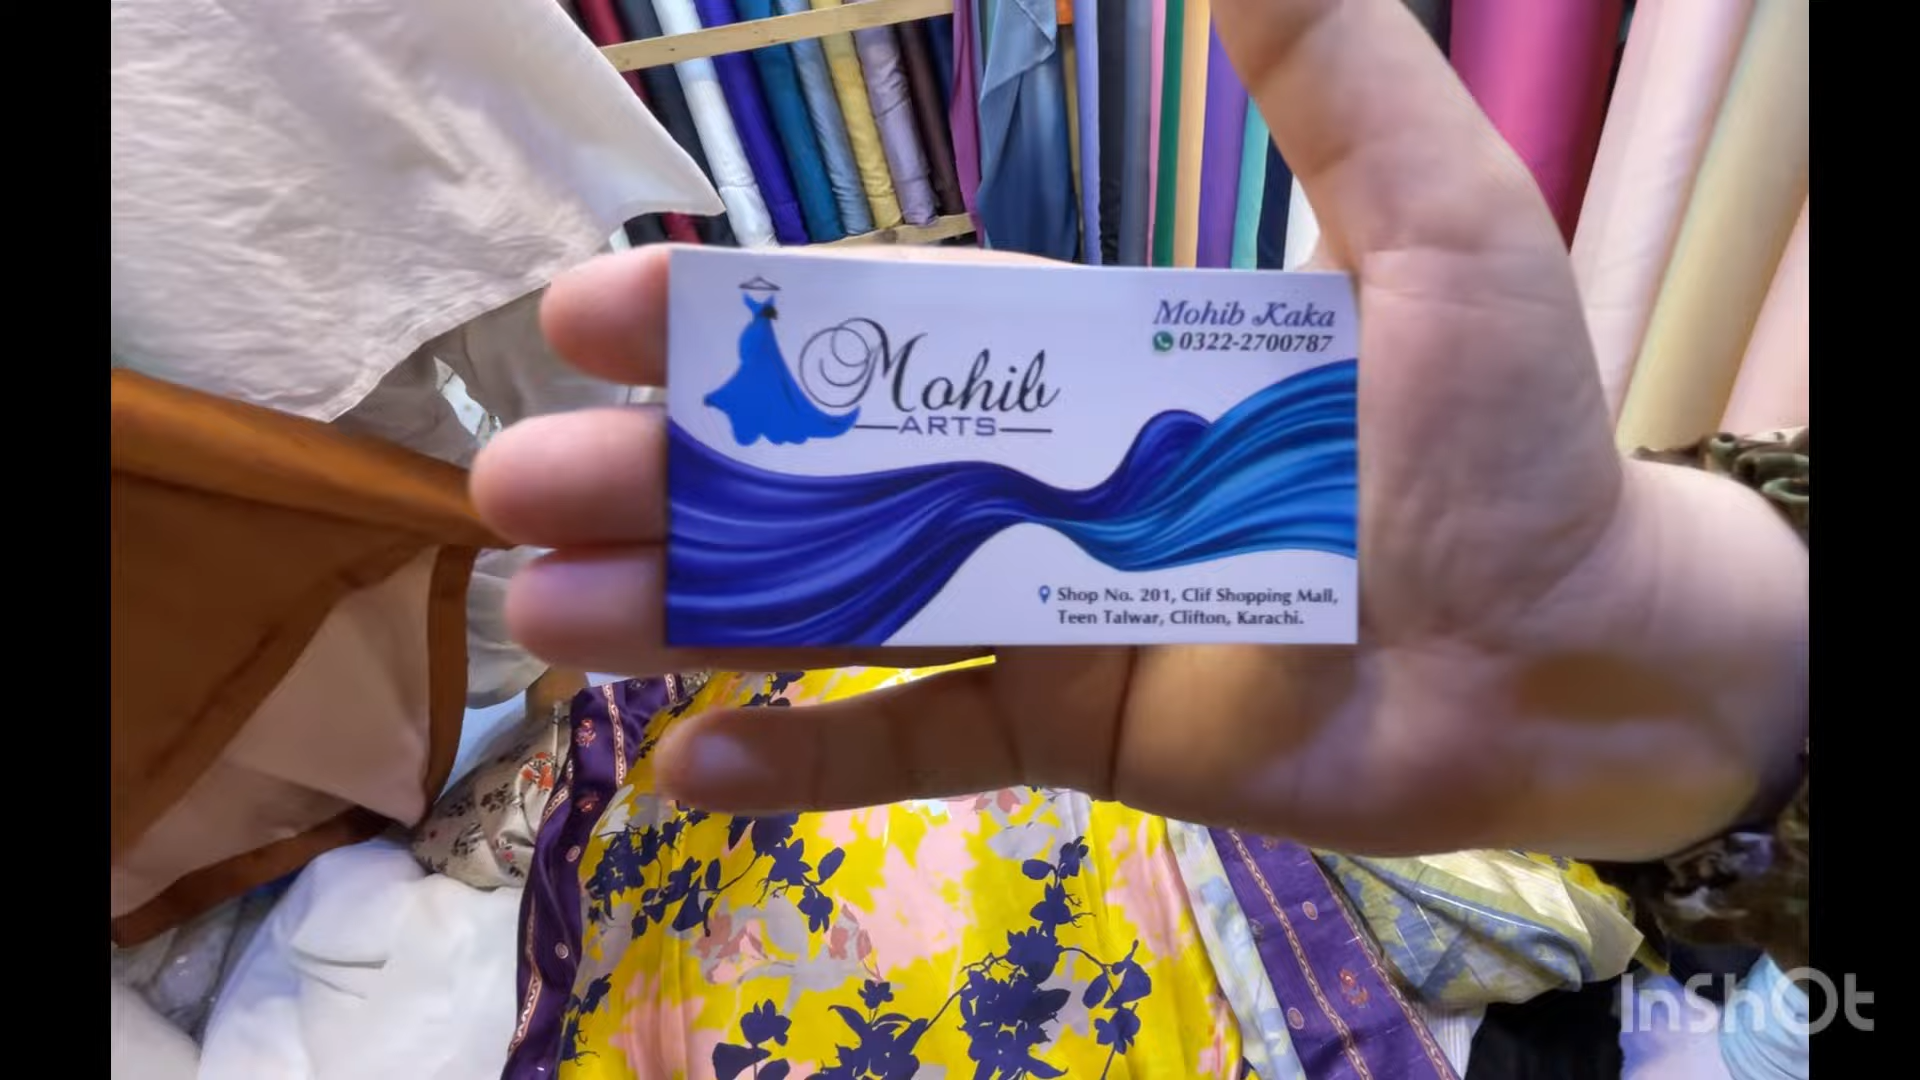 Mohib
ARTS
Mohib Kaka
0322-2700787
Shop No. 201, Clif Shopping Mall,
Teen Talwar, Clifton, Karachi.
InShOt